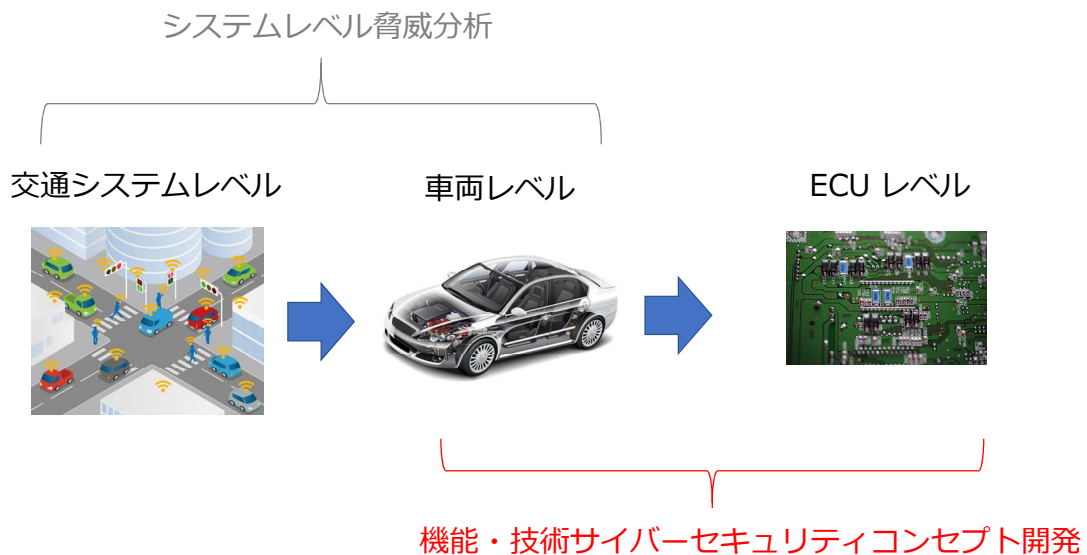 システムレベル脅威分析
交通システムレベル
車両レベル
ECU レベル
機能・技術サイバーセキュリティコンセプト開発